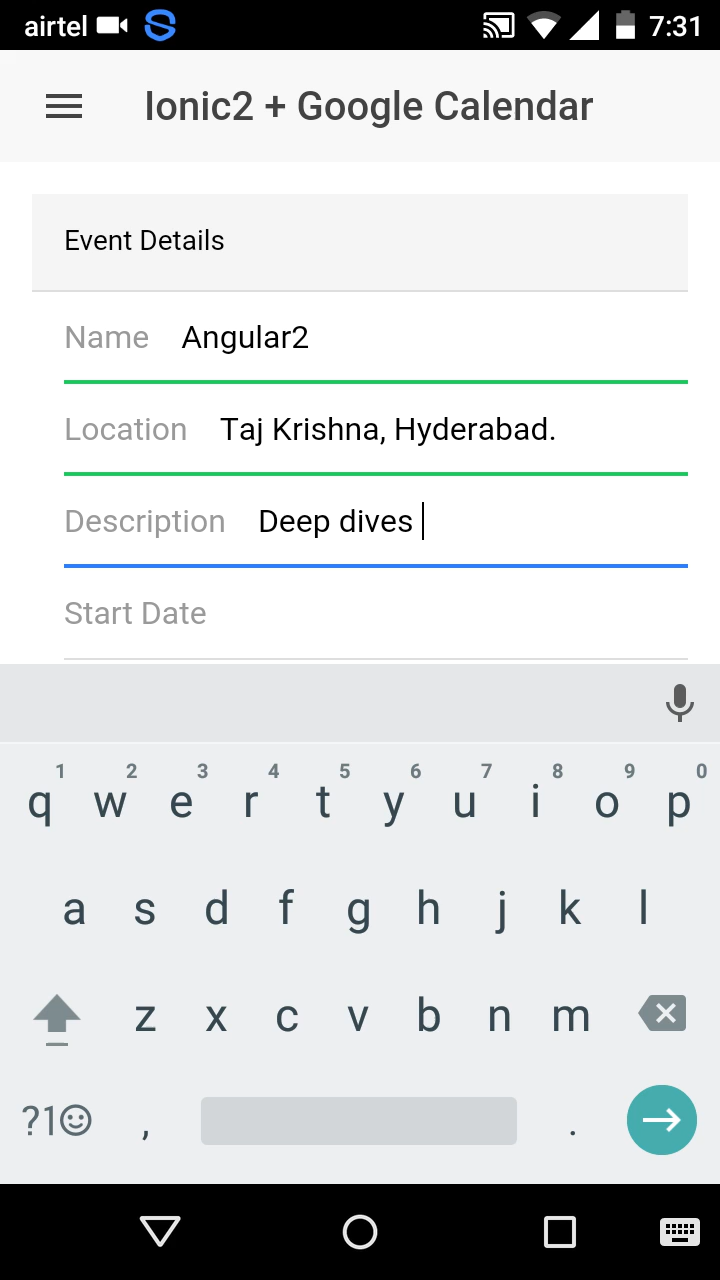 airtel 7:31
Ionic2 + Google Calendar
Event Details
Name Angular2
Location Taj Krishna, Hyderabad.
Description Deep dives
Start Date
1 2 3 4 5 6 7 8 9 0
q w e r t y u i o p
a s d f g h j k l
z x c v b n m
?1☺ , .